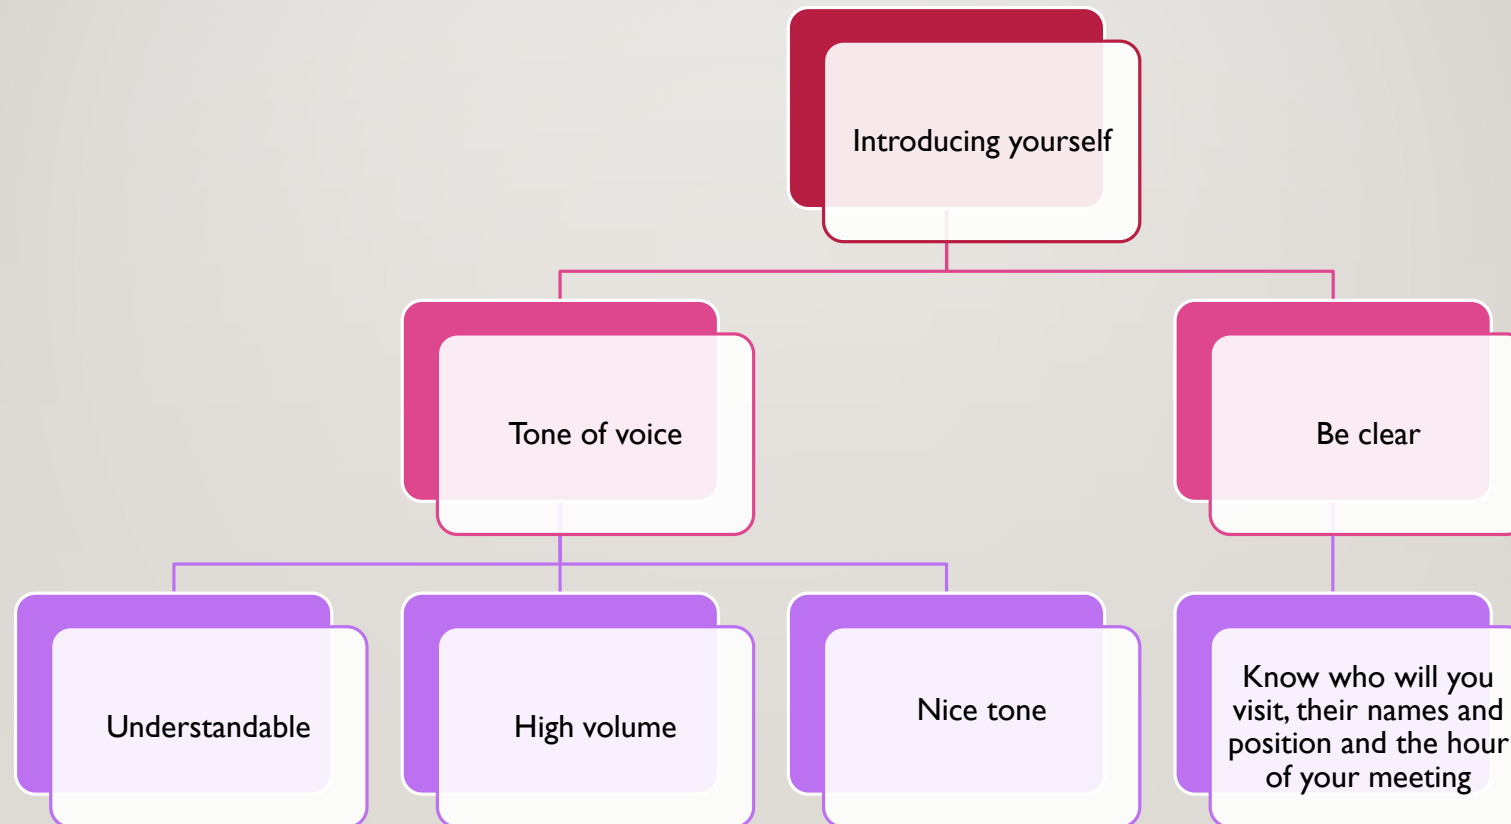 Introducing yourself
Tone of voice
Be clear
Understandable
High volume
Nice tone
Know who will you
visit, their names and
position and the hour
of your meeting